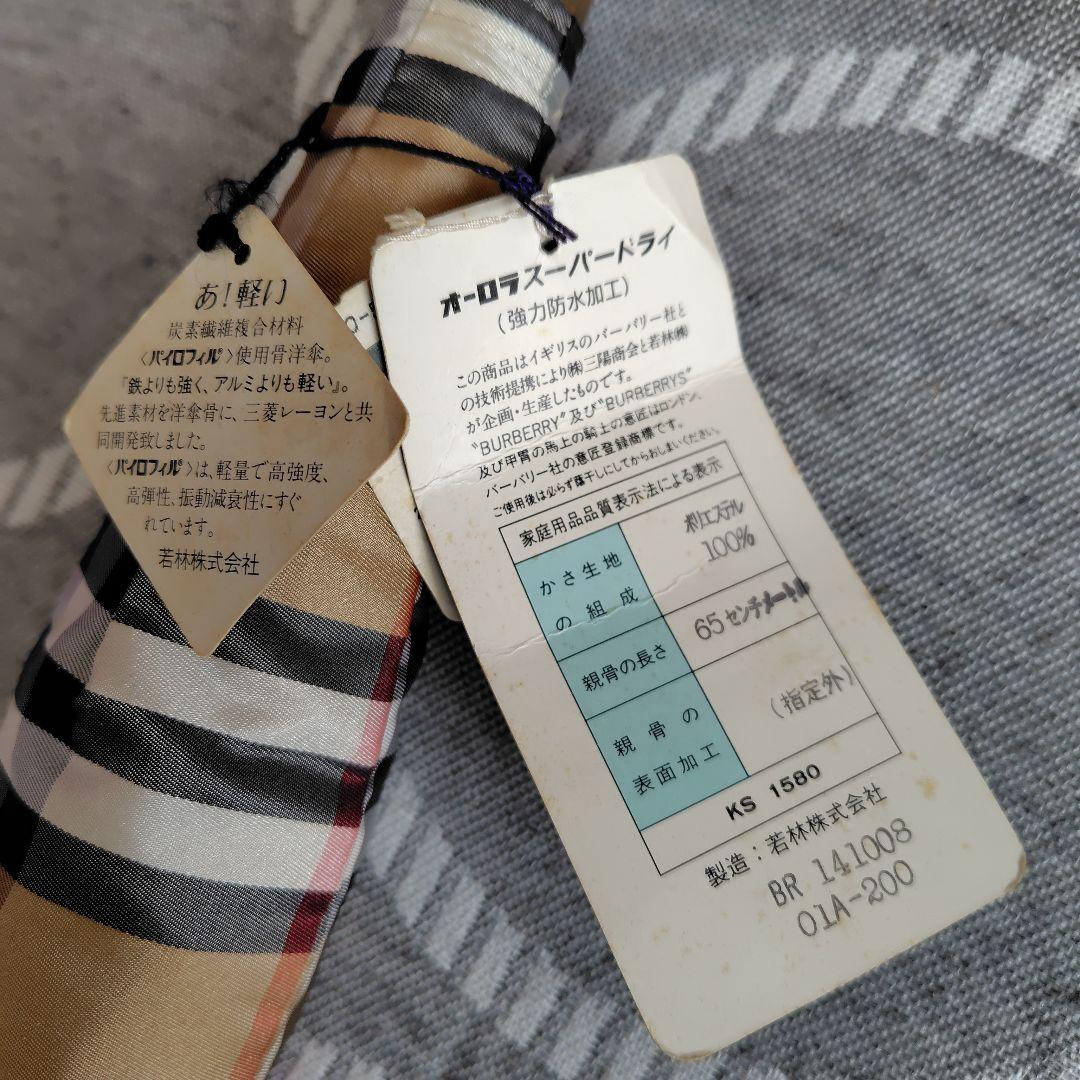 あ!軽い
炭素繊維複合材料
〈パイロフィル〉使用骨洋傘。
『鉄よりも強く、アルミよりも軽い』。
先進素材を洋傘骨に、三菱レーヨンと共
同開発致しました。
〈パイロフィル〉は、軽量で高強度、
高弾性、振動減衰性にすぐ
れています。
若林株式会社
オーロラスーパードライ
(強力防水加工)
この商品はイギリスのバーバリー社と
の技術提携により㈱三陽商会と若林㈱
が企画・生産したものです。
"BURBERRY"及び"BURBERRYS"
及び甲冑の馬上の騎士の意匠はロンドン、
バーバリー社の意匠登録商標です。
ご使用後は必らず蔭干しにしてからおしまいください。
家庭用品品質表示法による表示
かさ生地
の組成
ポリエステル
100%
親骨の長さ
65センチメートル
親骨の
表面加工
(指定外)
KS 1580
製造:若林株式会社
BR 141008
01A-200